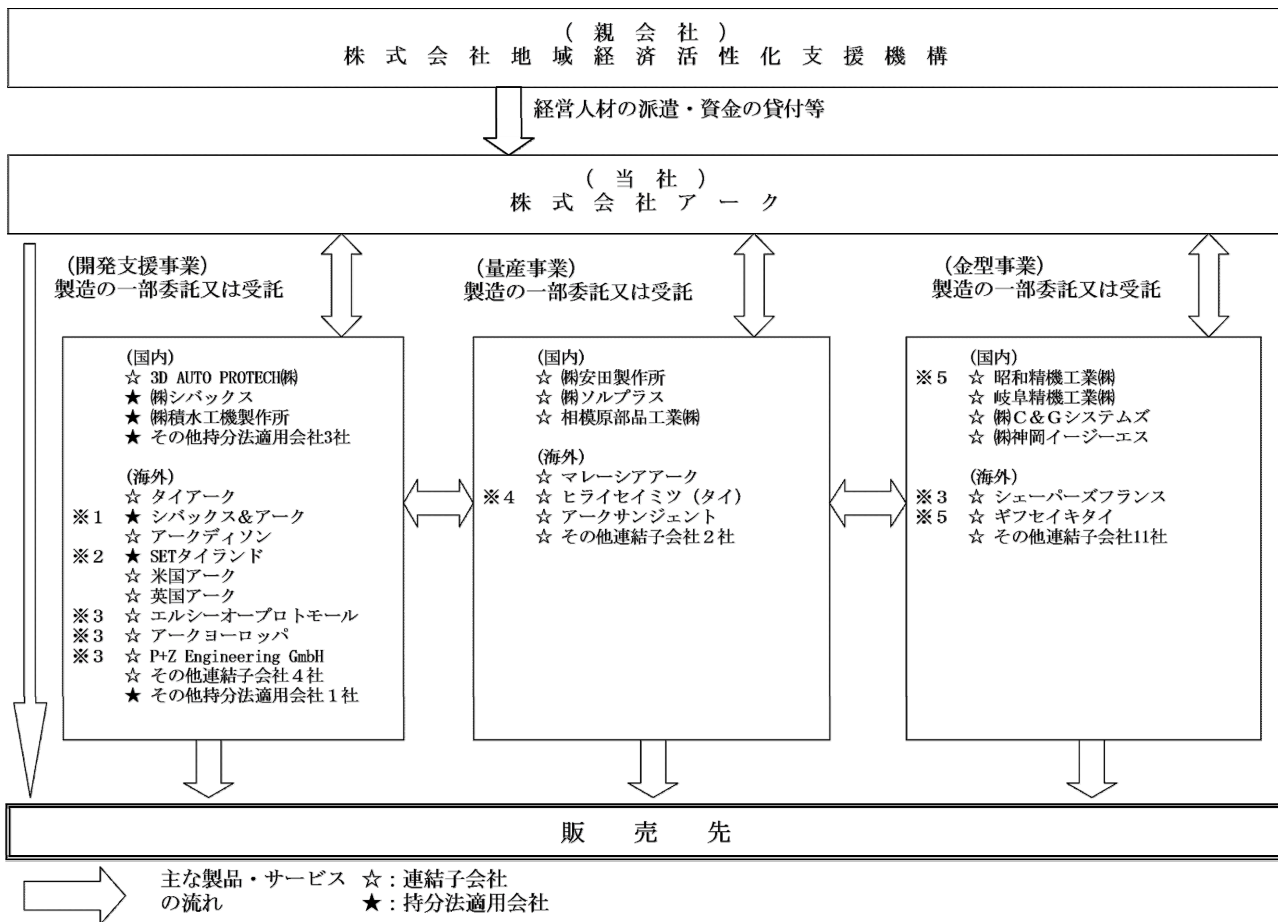 （ 親 会 社 ）
株 式 会 社 地 域 経 済 活 性 化 支 援 機 構
経営人材の派遣・資金の貸付等
（ 当 社 ）
株 式 会 社 ア ー ク
(開発支援事業)
製造の一部委託又は受託
(国内)
☆ 3D AUTO PROTECH㈱
★ ㈱シバックス
★ ㈱積水工機製作所
★ その他持分法適用会社3社
(海外)
☆ タイアーク
※１ ★ シバックス＆アーク
☆ アークディソン
※２ ★ SETタイランド
☆ 米国アーク
☆ 英国アーク
※３ ☆ エルシーオープロトモール
※３ ☆ アークヨーロッパ
※３ ☆ P+Z Engineering GmbH
☆ その他連結子会社４社
★ その他持分法適用会社１社
(量産事業)
製造の一部委託又は受託
(国内)
☆ ㈱安田製作所
☆ ㈱ソルプラス
☆ 相模原部品工業㈱
(海外)
☆ マレーシアアーク
※４ ☆ ヒライセイミツ（タイ）
☆ アークサンジェント
☆ その他連結子会社２社
(金型事業)
製造の一部委託又は受託
(国内)
※５ ☆ 昭和精機工業㈱
☆ 岐阜精機工業㈱
☆ ㈱Ｃ＆Ｇシステムズ
☆ ㈱神岡イージーエス
(海外)
※３ ☆ シェーパーズフランス
※５ ☆ ギフセイキタイ
☆ その他連結子会社11社
販 売 先
主な製品・サービス
の流れ
☆：連結子会社
★：持分法適用会社